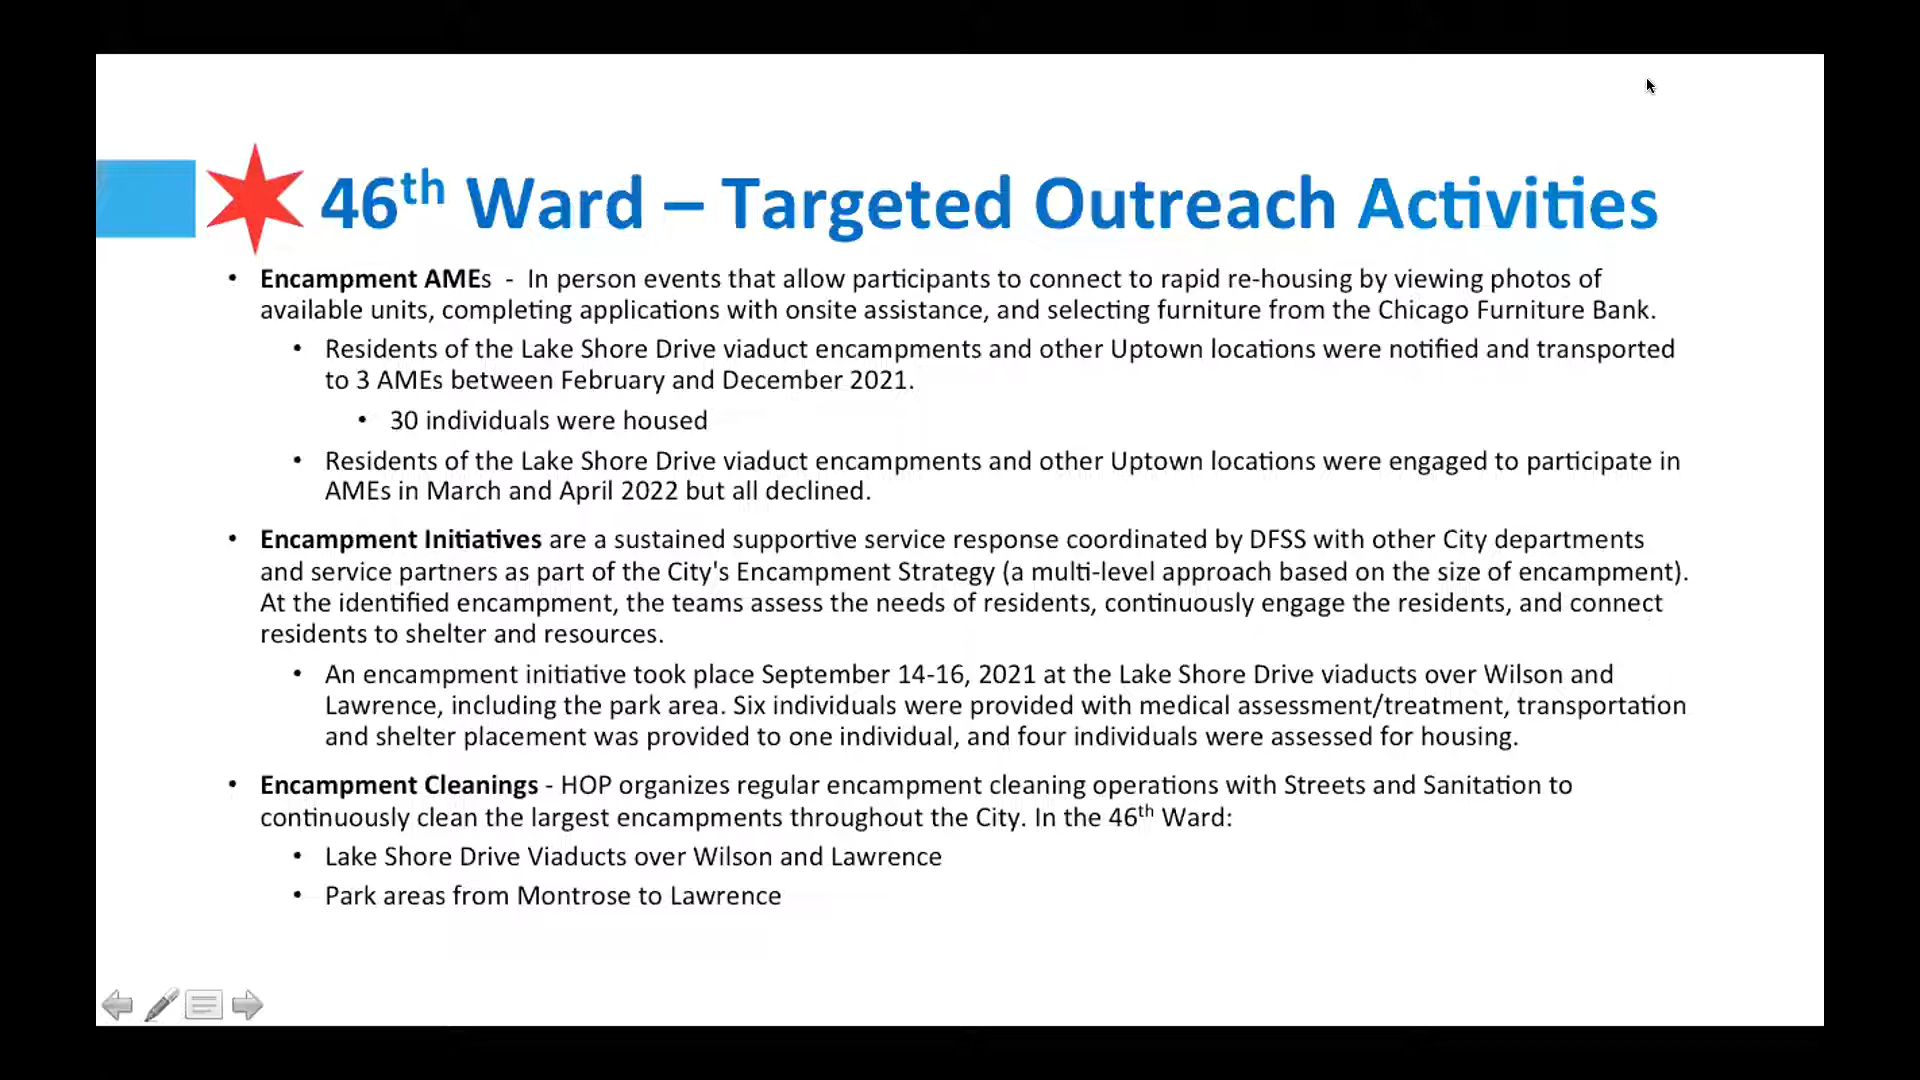 46th Ward – Targeted Outreach Activities
• Encampment AMEs - In person events that allow participants to connect to rapid re-housing by viewing photos of
available units, completing applications with onsite assistance, and selecting furniture from the Chicago Furniture Bank.
• Residents of the Lake Shore Drive viaduct encampments and other Uptown locations were notified and transported
to 3 AMEs between February and December 2021.
• 30 individuals were housed
• Residents of the Lake Shore Drive viaduct encampments and other Uptown locations were engaged to participate in
AMEs in March and April 2022 but all declined.
• Encampment Initiatives are a sustained supportive service response coordinated by DFSS with other City departments
and service partners as part of the City's Encampment Strategy (a multi-level approach based on the size of encampment).
At the identified encampment, the teams assess the needs of residents, continuously engage the residents, and connect
residents to shelter and resources.
• An encampment initiative took place September 14-16, 2021 at the Lake Shore Drive viaducts over Wilson and
Lawrence, including the park area. Six individuals were provided with medical assessment/treatment, transportation
and shelter placement was provided to one individual, and four individuals were assessed for housing.
• Encampment Cleanings - HOP organizes regular encampment cleaning operations with Streets and Sanitation to
continuously clean the largest encampments throughout the City. In the 46th Ward:
• Lake Shore Drive Viaducts over Wilson and Lawrence
• Park areas from Montrose to Lawrence